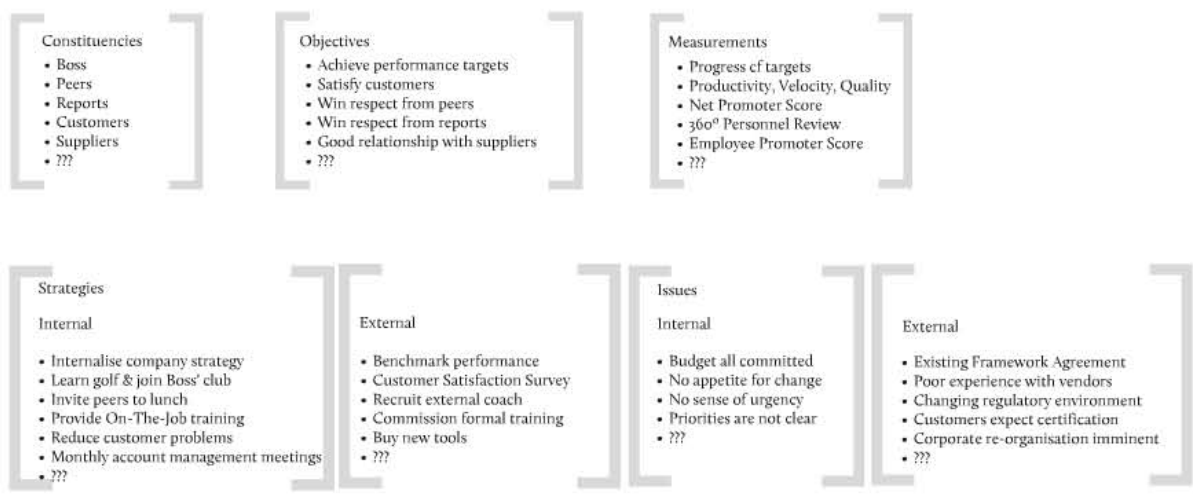 Constituencies
• Boss
• Peers
• Reports
• Customers
• Suppliers
• ???
Objectives
• Achieve performance targets
• Satisfy customers
• Win respect from peers
• Win respect from reports
• Good relationship with suppliers
• ???
Measurements
• Progress cf targets
• Productivity, Velocity, Quality
• Net Promoter Score
• 360º Personnel Review
• Employee Promoter Score
• ???
Strategies
Internal
• Internalise company strategy
• Learn golf & join Boss' club
• Invite peers to lunch
• Provide On-The-Job training
• Reduce customer problems
• Monthly account management meetings
• ???
External
• Benchmark performance
• Customer Satisfaction Survey
• Recruit external coach
• Commission formal training
• Buy new tools
• ???
Issues
Internal
• Budget all committed
• No appetite for change
• No sense of urgency
• Priorities are not clear
• ???
External
• Existing Framework Agreement
• Poor experience with vendors
• Changing regulatory environment
• Customers expect certification
• Corporate re-organisation imminent
• ???